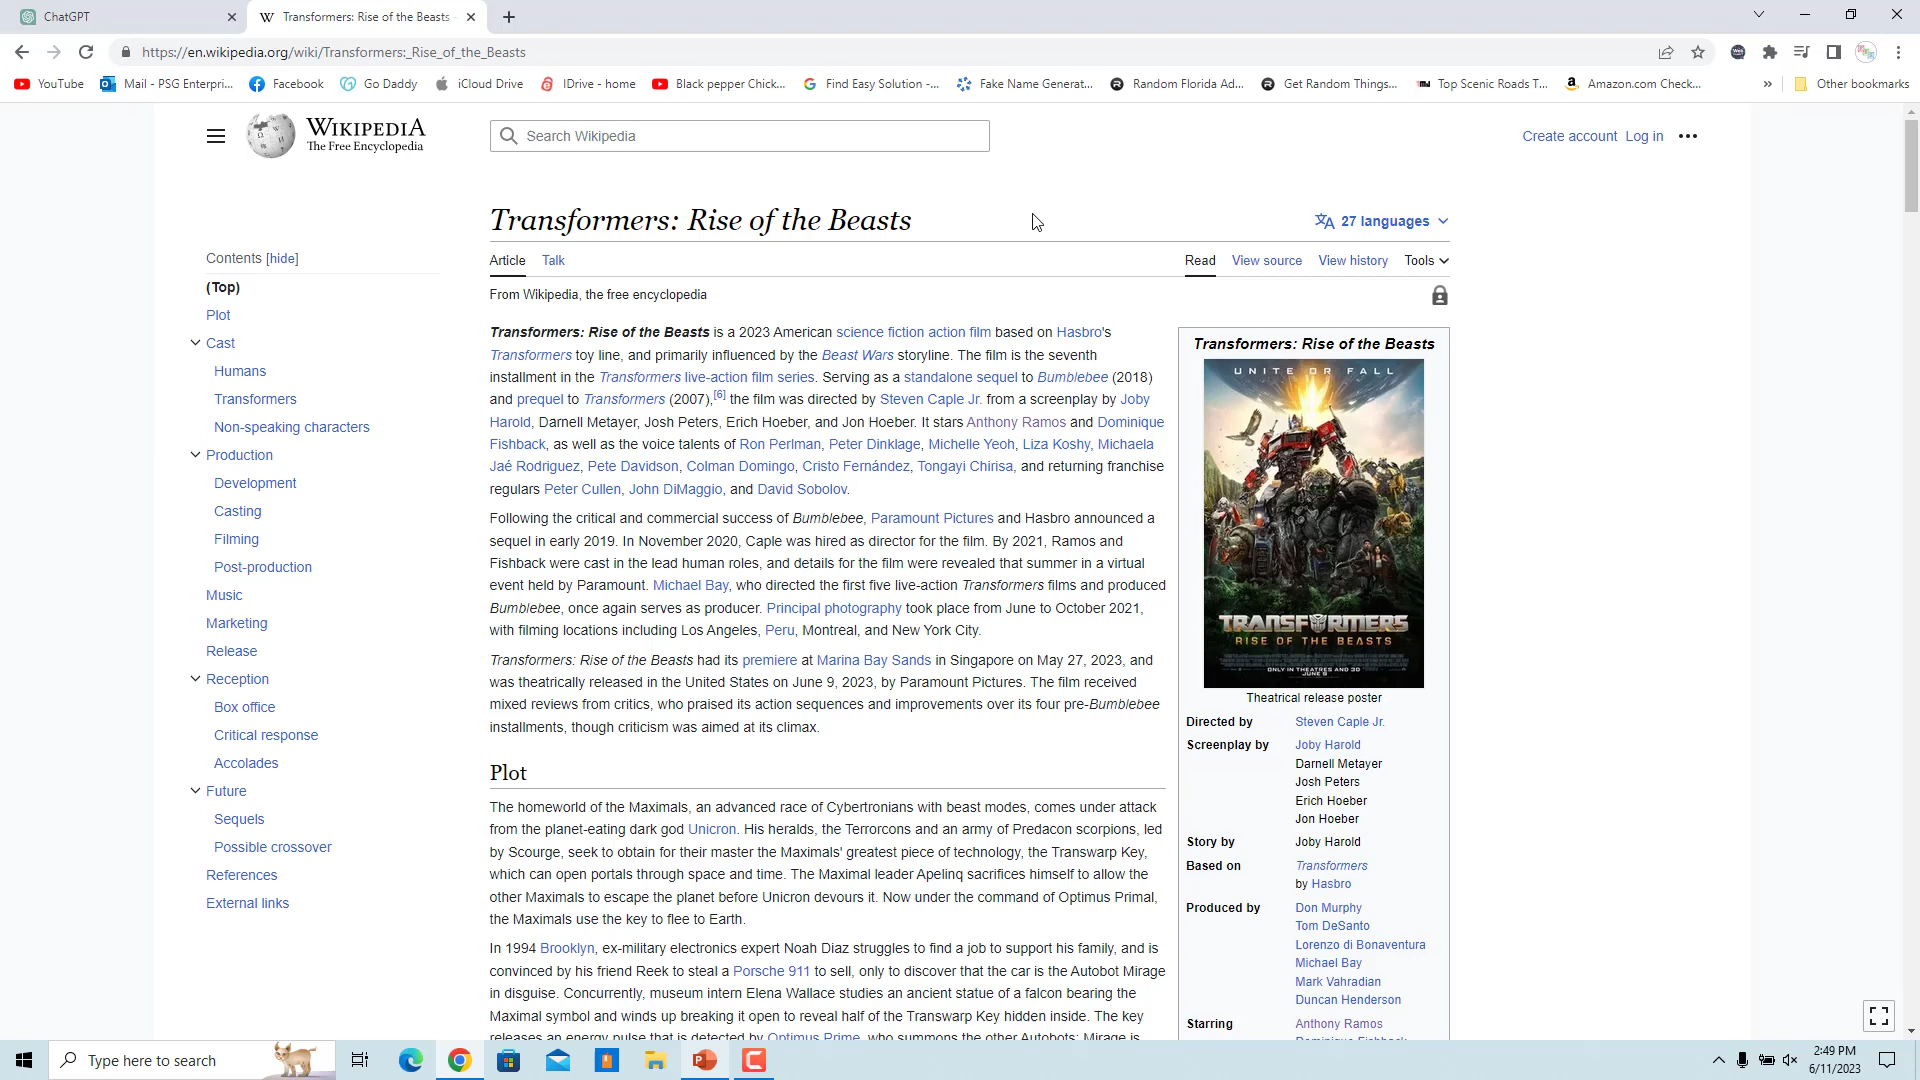 ChatGPT
Transformers: Rise of the Beasts
https://en.wikipedia.org/wiki/Transformers:_Rise_of_the_Beasts
YouTube
Mail - PSG Enterpri...
Facebook
Go Daddy
iCloud Drive
IDrive - home
Black pepper Chick...
Find Easy Solution -...
Fake Name Generat...
Random Florida Ad...
Get Random Things...
Top Scenic Roads T...
Amazon.com Check...
»
Other bookmarks
WIKIPEDIA
The Free Encyclopedia
Search Wikipedia
Create account
Log in
Transformers: Rise of the Beasts
27 languages
Article
Talk
Read
View source
View history
Tools
From Wikipedia, the free encyclopedia
Contents [hide]
(Top)
Plot
Cast
Humans
Transformers
Non-speaking characters
Production
Development
Casting
Filming
Post-production
Music
Marketing
Release
Reception
Box office
Critical response
Accolades
Future
Sequels
Possible crossover
References
External links
Transformers: Rise of the Beasts is a 2023 American science fiction action film based on Hasbro's
Transformers toy line, and primarily influenced by the Beast Wars storyline. The film is the seventh
installment in the Transformers live-action film series. Serving as a standalone sequel to Bumblebee (2018)
and prequel to Transformers (2007),[6] the film was directed by Steven Caple Jr. from a screenplay by Joby
Harold, Darnell Metayer, Josh Peters, Erich Hoeber, and Jon Hoeber. It stars Anthony Ramos and Dominique
Fishback, as well as the voice talents of Ron Perlman, Peter Dinklage, Michelle Yeoh, Liza Koshy, Michaela
Jaé Rodriguez, Pete Davidson, Colman Domingo, Cristo Fernández, Tongayi Chirisa, and returning franchise
regulars Peter Cullen, John DiMaggio, and David Sobolov.
Following the critical and commercial success of Bumblebee, Paramount Pictures and Hasbro announced a
sequel in early 2019. In November 2020, Caple was hired as director for the film. By 2021, Ramos and
Fishback were cast in the lead human roles, and details for the film were revealed that summer in a virtual
event held by Paramount. Michael Bay, who directed the first five live-action Transformers films and produced
Bumblebee, once again serves as producer. Principal photography took place from June to October 2021,
with filming locations including Los Angeles, Peru, Montreal, and New York City.
Transformers: Rise of the Beasts had its premiere at Marina Bay Sands in Singapore on May 27, 2023, and
was theatrically released in the United States on June 9, 2023, by Paramount Pictures. The film received
mixed reviews from critics, who praised its action sequences and improvements over its four pre-Bumblebee
installments, though criticism was aimed at its climax.
Plot
The homeworld of the Maximals, an advanced race of Cybertronians with beast modes, comes under attack
from the planet-eating dark god Unicron. His heralds, the Terrorcons and an army of Predacon scorpions, led
by Scourge, seek to obtain for their master the Maximals' greatest piece of technology, the Transwarp Key,
which can open portals through space and time. The Maximal leader Apelinq sacrifices himself to allow the
other Maximals to escape the planet before Unicron devours it. Now under the command of Optimus Primal,
the Maximals use the key to flee to Earth.
In 1994 Brooklyn, ex-military electronics expert Noah Diaz struggles to find a job to support his family, and is
convinced by his friend Reek to steal a Porsche 911 to sell, only to discover that the car is the Autobot Mirage
in disguise. Concurrently, museum intern Elena Wallace studies an ancient statue of a falcon bearing the
Maximal symbol and winds up breaking it open to reveal half of the Transwarp Key hidden inside. The key
releases an energy pulse that is detected by Optimus Prime, who summons the other Autobots; Mirage is
Transformers: Rise of the Beasts
UNITE OR FALL
TRANSFORMERS
RISE OF THE BEASTS
ONLY IN THEATRES AND 3D
JUNE 9
Theatrical release poster
Directed by Steven Caple Jr.
Screenplay by Joby Harold
Darnell Metayer
Josh Peters
Erich Hoeber
Jon Hoeber
Story by Joby Harold
Based on Transformers
by Hasbro
Produced by Don Murphy
Tom DeSanto
Lorenzo di Bonaventura
Michael Bay
Mark Vahradian
Duncan Henderson
Starring Anthony Ramos
Type here to search
2:49 PM
6/11/2023